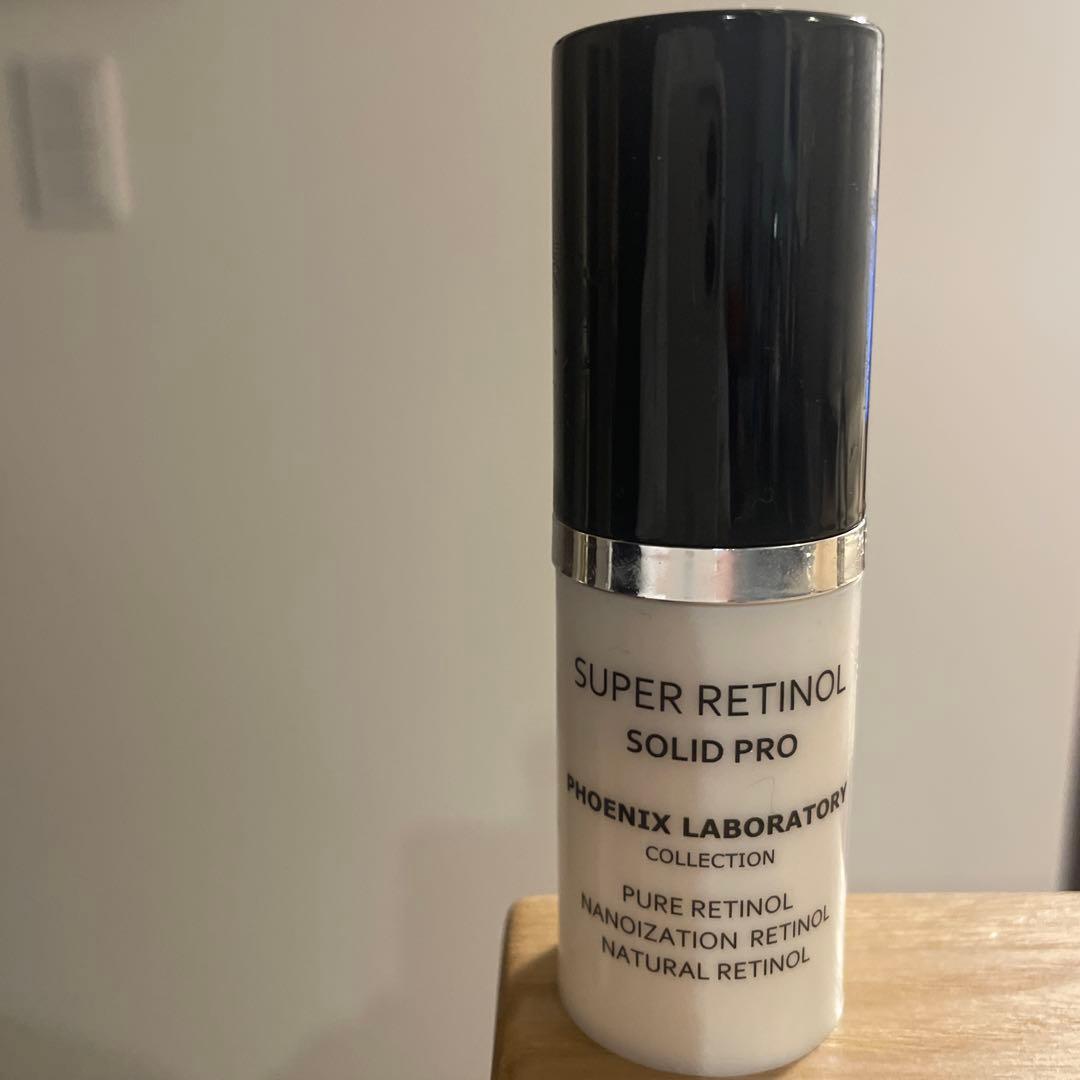 SUPER RETINOL
SOLID PRO
PHOENIX LABORATORY
COLLECTION
PURE RETINOL
NANOIZATION RETINOL
NATURAL RETINOL